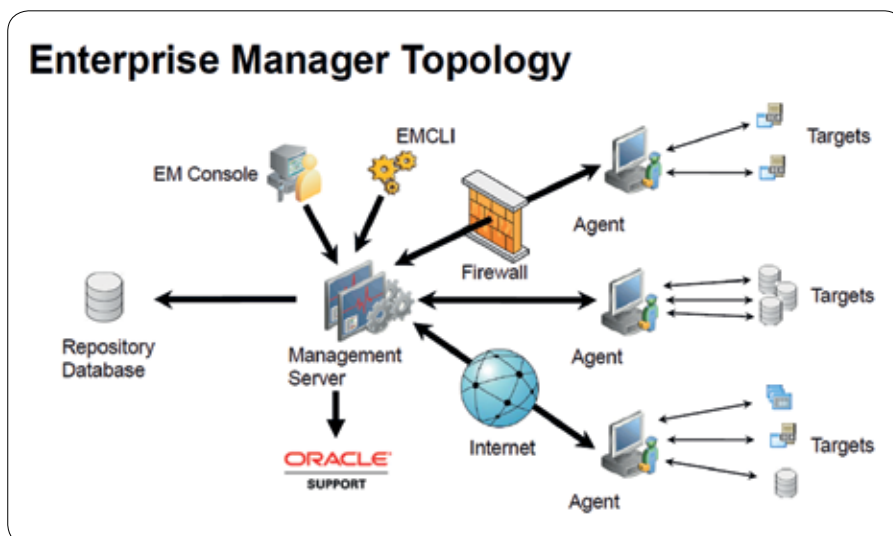 Enterprise Manager Topology
EMCLI
EM Console
Targets
Agent
Firewall
Repository
Database
Management
Server
Agent
Targets
Internet
ORACLE
SUPPORT
Agent
Targets